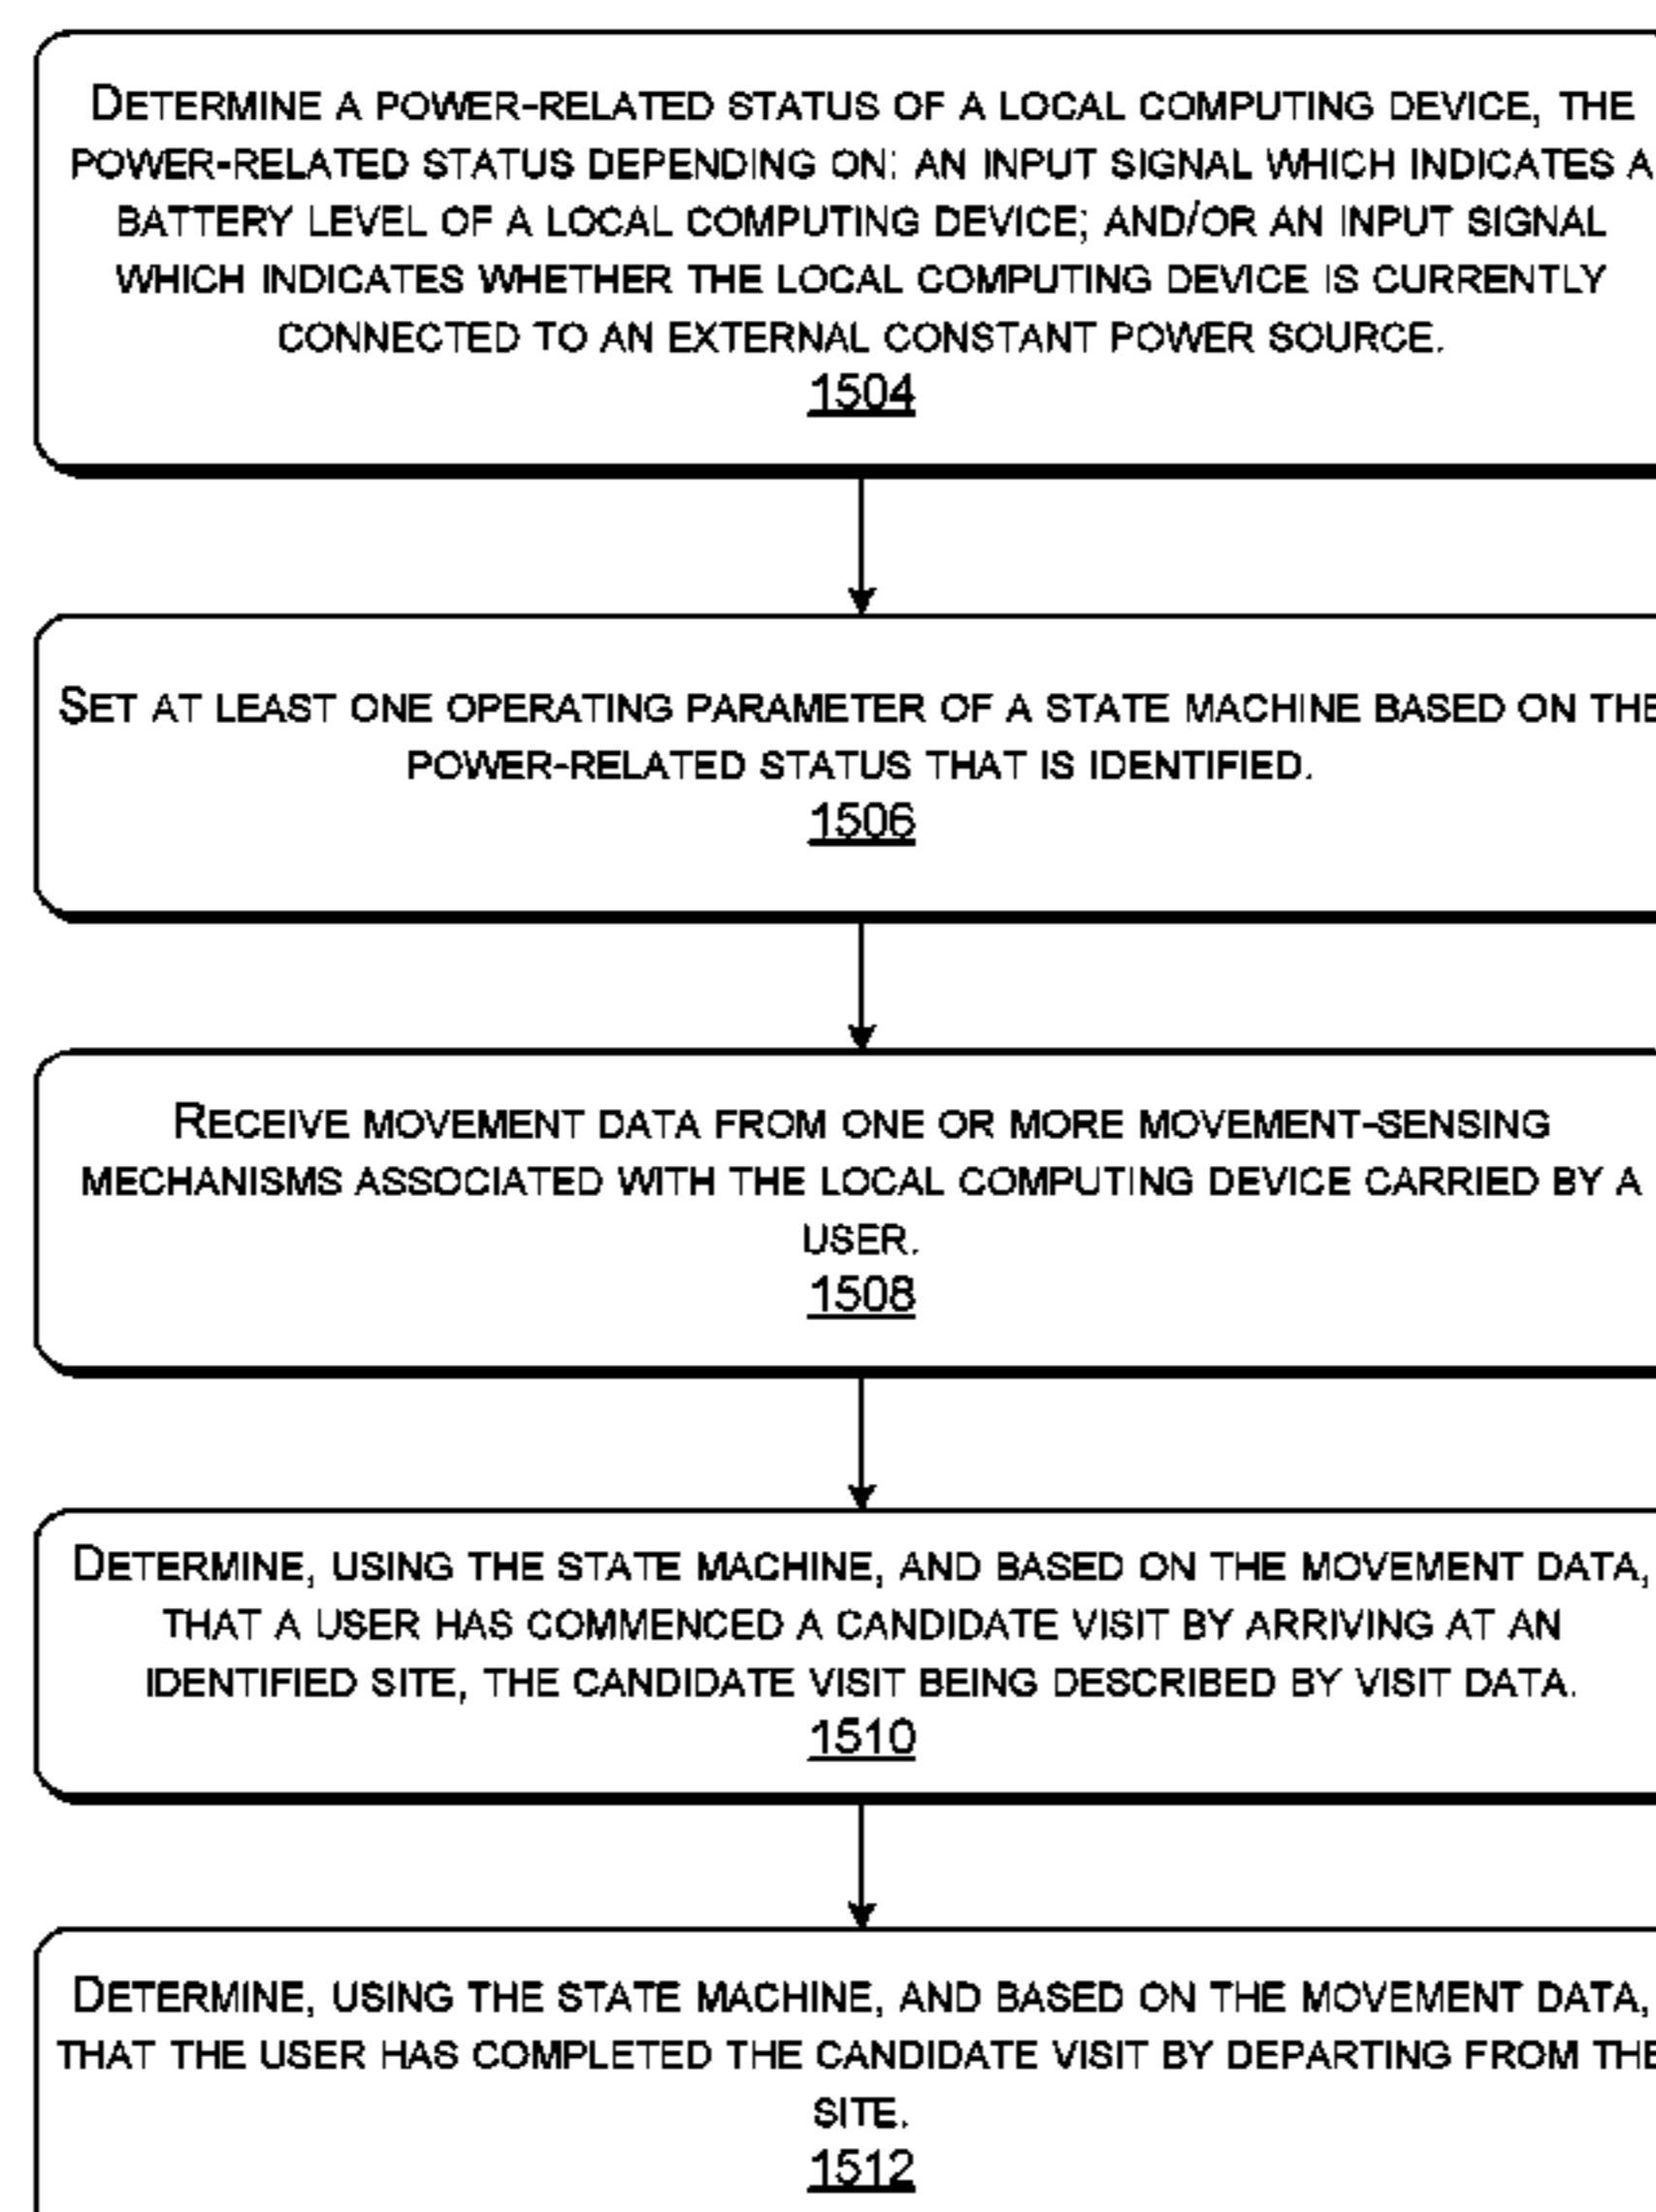 DETERMINE A POWER-RELATED STATUS OF A LOCAL COMPUTING DEVICE, THE
POWER-RELATED STATUS DEPENDING ON: AN INPUT SIGNAL WHICH INDICATES A
BATTERY LEVEL OF A LOCAL COMPUTING DEVICE; AND/OR AN INPUT SIGNAL
WHICH INDICATES WHETHER THE LOCAL COMPUTING DEVICE IS CURRENTLY
CONNECTED TO AN EXTERNAL CONSTANT POWER SOURCE.
1504
SET AT LEAST ONE OPERATING PARAMETER OF A STATE MACHINE BASED ON THE
POWER-RELATED STATUS THAT IS IDENTIFIED.
1506
RECEIVE MOVEMENT DATA FROM ONE OR MORE MOVEMENT-SENSING
MECHANISMS ASSOCIATED WITH THE LOCAL COMPUTING DEVICE CARRIED BY A
USER.
1508
DETERMINE, USING THE STATE MACHINE, AND BASED ON THE MOVEMENT DATA,
THAT A USER HAS COMMENCED A CANDIDATE VISIT BY ARRIVING AT AN
IDENTIFIED SITE, THE CANDIDATE VISIT BEING DESCRIBED BY VISIT DATA.
1510
DETERMINE, USING THE STATE MACHINE, AND BASED ON THE MOVEMENT DATA,
THAT THE USER HAS COMPLETED THE CANDIDATE VISIT BY DEPARTING FROM THE
SITE.
1512